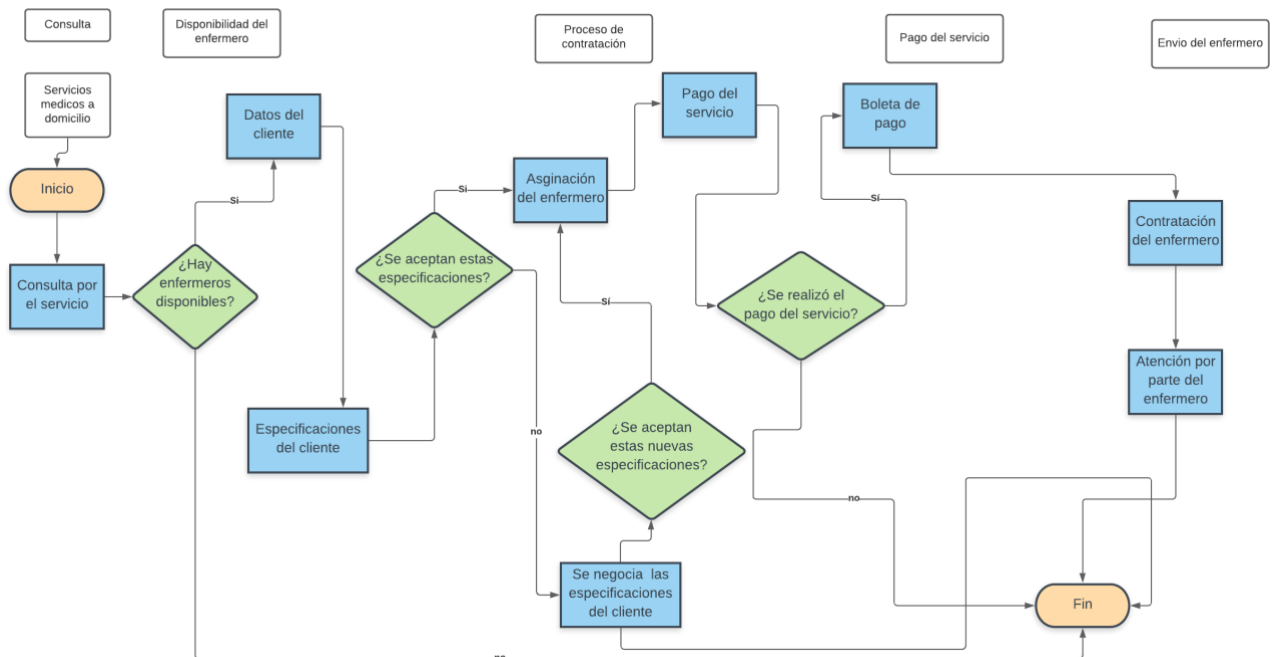 Consulta
Disponibilidad del
enfermero
Proceso de
contratación
Pago del servicio
Envio del enfermero
Servicios
medicos a
domicilio
Inicio
Consulta por
el servicio
¿Hay
enfermeros
disponibles?
Sí
Datos del
cliente
Especificaciones
del cliente
¿Se aceptan estas
especificaciones?
Si
no
Asginación
del enfermero
Sí
¿Se aceptan
estas nuevas
especificaciones?
Se negocia las
especificaciones
del cliente
Pago del
servicio
¿Se realizó el
pago del servicio?
Sí
no
Boleta de
pago
Contratación
del enfermero
Atención por
parte del
enfermero
Fin
no